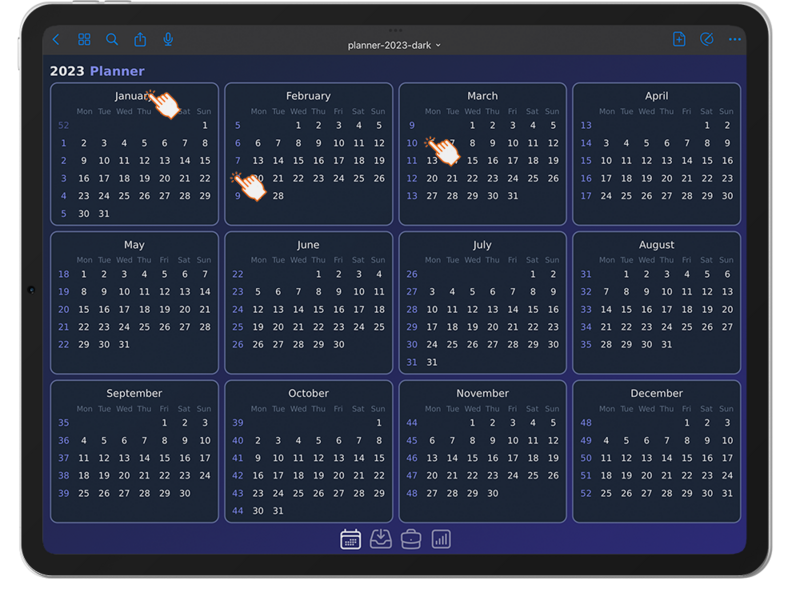 planner-2023-dark
2023 Planner
January
Mon Tue Wed Thu Sat Sun
52 1
1 2 3 4 5 6 7 8
2 9 10 11 12 13 14 15
3 16 17 18 19 20 21 22
4 23 24 25 26 27 28 29
5 30 31
February
Mon Tue Wed Thu Fri Sat Sun
5 1 2 3 4 5
6 6 7 8 9 10 11 12
7 13 14 15 16 17 18 19
20 21 22 23 24 25 26
9 28
March
Mon Tue Wed Thu Fri Sat Sun
9 1 2 3 4 5
10 7 8 9 10 11 12
11 13 15 16 17 18 19
12 20 21 22 23 24 25 26
13 27 28 29 30 31
April
Mon Tue Wed Thu Fri Sat Sun
13 1 2
14 3 4 5 6 7 8 9
15 10 11 12 13 14 15 16
16 17 18 19 20 21 22 23
17 24 25 26 27 28 29 30
May
Mon Tue Wed Thu Fri Sat Sun
18 1 2 3 4 5 6 7
19 8 9 10 11 12 13 14
20 15 16 17 18 19 20 21
21 22 23 24 25 26 27 28
22 29 30 31
June
Mon Tue Wed Thu Fri Sat Sun
22 1 2 3 4
23 5 6 7 8 9 10 11
24 12 13 14 15 16 17 18
25 19 20 21 22 23 24 25
26 26 27 28 29 30
July
Mon Tue Wed Thu Fri Sat Sun
26 1 2
27 3 4 5 6 7 8 9
28 10 11 12 13 14 15 16
29 17 18 19 20 21 22 23
30 24 25 26 27 28 29 30
31 31
August
Mon Tue Wed Thu Fri Sat Sun
31 1 2 3 4 5 6
32 7 8 9 10 11 12 13
33 14 15 16 17 18 19 20
34 21 22 23 24 25 26 27
35 28 29 30 31
September
Mon Tue Wed Thu Fri Sat Sun
35 1 2 3
36 4 5 6 7 8 9 10
37 11 12 13 14 15 16 17
38 18 19 20 21 22 23 24
39 25 26 27 28 29 30
October
Mon Tue Wed Thu Fri Sat Sun
39 1
40 2 3 4 5 6 7 8
41 9 10 11 12 13 14 15
42 16 17 18 19 20 21 22
43 23 24 25 26 27 28 29
44 30 31
November
Mon Tue Wed Thu Fri Sat Sun
44 1 2 3 4 5
45 6 7 8 9 10 11 12
46 13 14 15 16 17 18 19
47 20 21 22 23 24 25 26
48 27 28 29 30
December
Mon Tue Wed Thu Fri Sat Sun
48 1 2 3
49 4 5 6 7 8 9 10
50 11 12 13 14 15 16 17
51 18 19 20 21 22 23 24
52 25 26 27 28 29 30 31